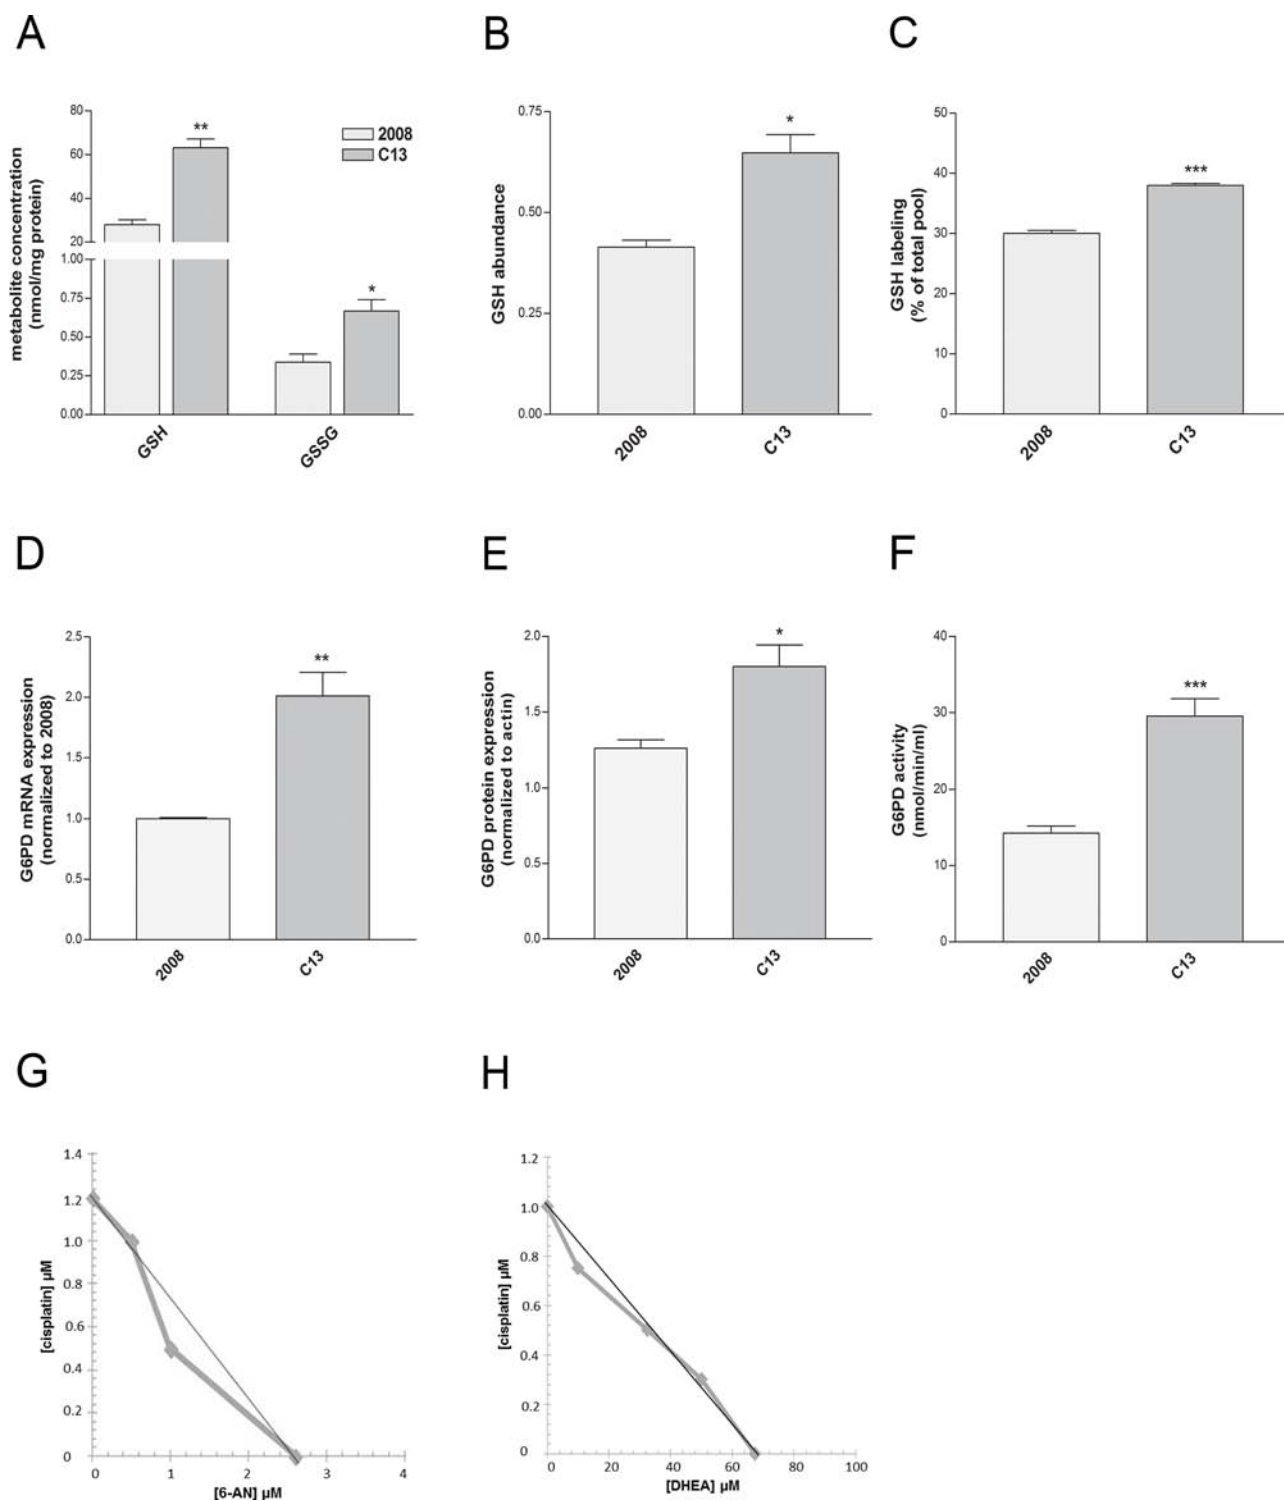 A
B
C
metabolite concentration
(nmol/mg protein)
80
60
40
20
1.00
0.75
0.50
0.25
0.00
**
*
2008
C13
GSH
GSSG
GSH abundance
0.75
0.50
0.25
0.00
*
2008
C13
GSH labeling
(% of total pool)
50
40
30
20
10
0
***
2008
C13
D
E
F
G6PD mRNA expression
(normalized to 2008)
2.5
2.0
1.5
1.0
0.5
0.0
**
2008
C13
G6PD protein expression
(normalized to actin)
2.0
1.5
1.0
0.5
0.0
*
2008
C13
G6PD activity
(nmol/min/ml)
40
30
20
10
0
***
2008
C13
G
H
[cisplatin] µM
1.4
1.2
1.0
0.8
0.6
0.4
0.2
0
0 1 2 3 4
[6-AN] µM
[cisplatin] µM
1.2
1.0
0.8
0.6
0.4
0.2
0
0 20 40 60 80 100
[DHEA] µM